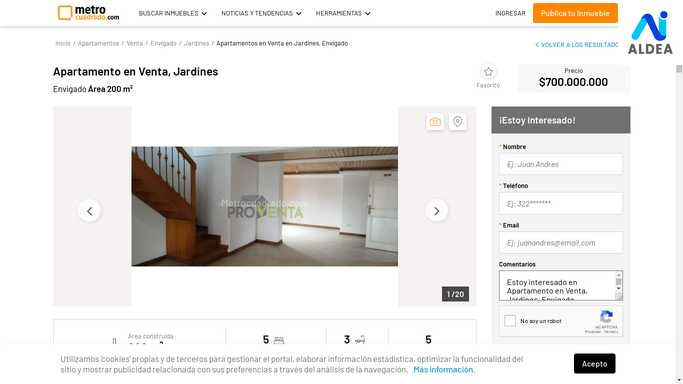 metro
cuadrado.com
BUSCAR INMUEBLES
NOTICIAS Y TENDENCIAS
HERRAMIENTAS
INGRESAR
Publica tu Inmueble
ALDEA
Inicio / Apartamentos / Venta / Envigado / Jardines / Apartamentos en Venta en Jardines, Envigado
VOLVER A LOS RESULTADO
Apartamento en Venta, Jardines
Envigado Área 200 m²
Favorito
Precio
$700.000.000
PROVENTA
1 / 20
¡Estoy Interesado!
* Nombre
Ej: Juan Andres
* Teléfono
Ej: 322*******
* Email
Ej: juanandres@email.com
Comentarios
Estoy interesado en
Apartamento en Venta,
Jardines, Envigado
No soy un robot
reCAPTCHA
Privacidad - Términos
Área construida
5
3
5
Utilizamos 'cookies' propias y de terceros para gestionar el portal, elaborar información estadística, optimizar la funcionalidad del
sitio y mostrar publicidad relacionada con sus preferencias a través del análisis de la navegación. Más información.
Acepto